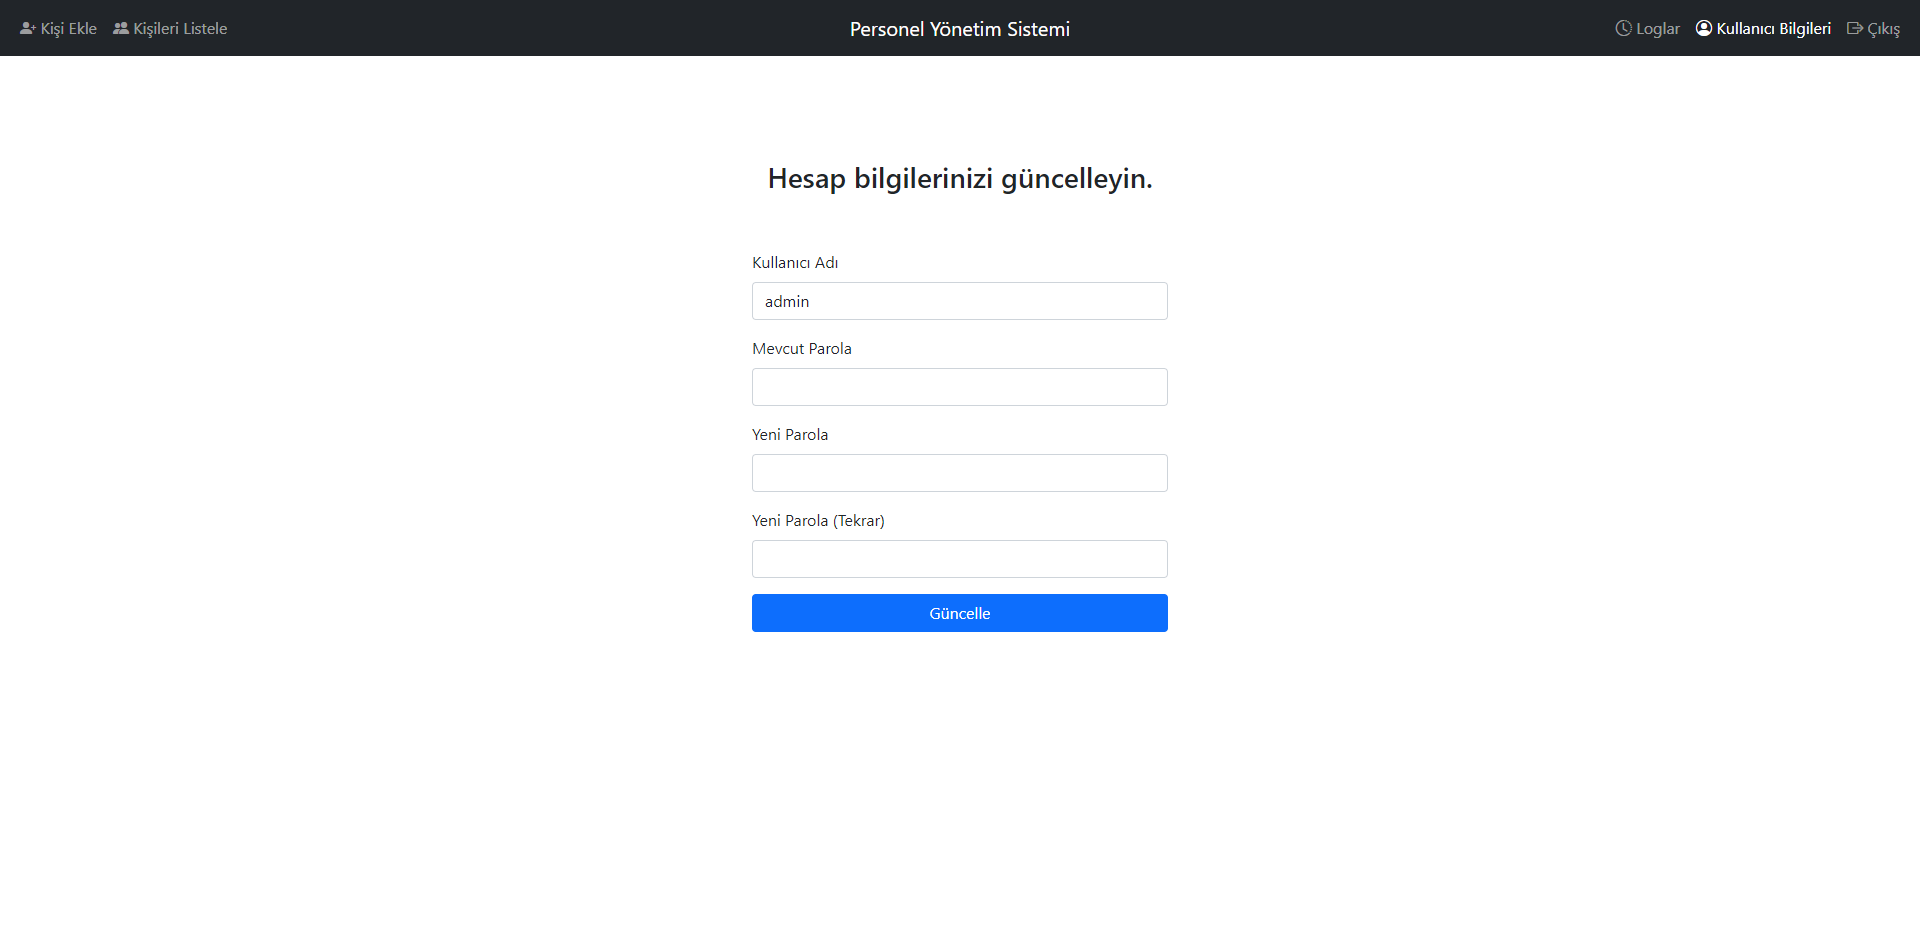 Kişi Ekle Kişileri Listele Personel Yönetim Sistemi Loglar Kullanıcı Bilgileri Çıkış
Hesap bilgilerinizi güncelleyin.
Kullanıcı Adı
admin
Mevcut Parola
Yeni Parola
Yeni Parola (Tekrar)
Güncelle